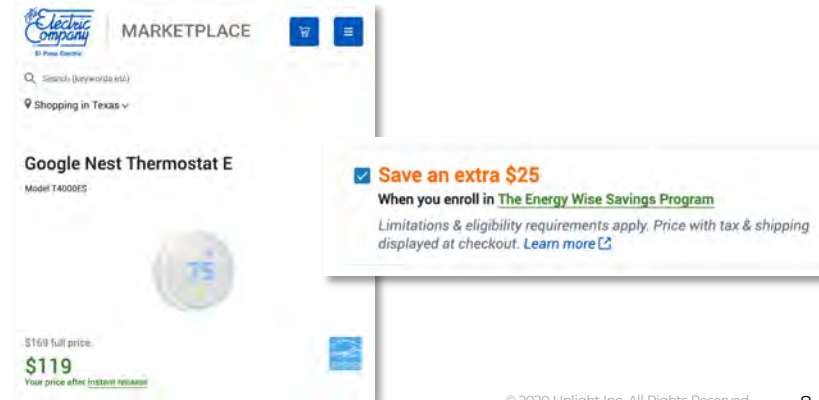 The
Electric
Company
El Paso Electric
MARKETPLACE
Search (keywords etc)
Shopping in Texas
Google Nest Thermostat E
Model T4000ES
75
$169 full price
$119
Your price after instant rebates
Save an extra $25
When you enroll in The Energy Wise Savings Program
Limitations & eligibility requirements apply. Price with tax & shipping
displayed at checkout. Learn more
© 2020 Uplight Inc. All Rights Reserved.